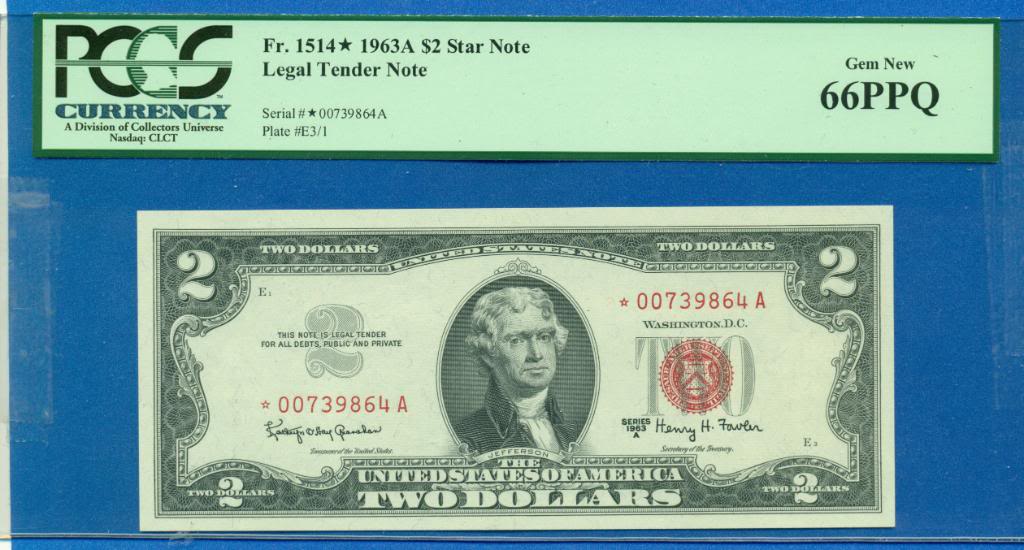 PCGS
CURRENCY
A Division of Collectors Universe
Nasdaq: CLCT
Fr. 1514★ 1963A $2 Star Note
Legal Tender Note
Serial #★00739864A
Plate #E3/1
Gem New
66PPQ
2 TWO DOLLARS UNITED STATES NOTE TWO DOLLARS 2
E1
☆ 00739864 A
2
THIS NOTE IS LEGAL TENDER
FOR ALL DEBTS, PUBLIC AND PRIVATE
WASHINGTON, D.C.
TWO
☆ 00739864 A
Kathryn O'Hay Granahan
Treasurer of the United States.
SERIES
1963
A
Henry H. Fowler
Secretary of the Treasury.
E3
JEFFERSON
THE
UNITED STATES OF AMERICA
TWO DOLLARS
2
TWO DOLLARS
2
TWO DOLLARS